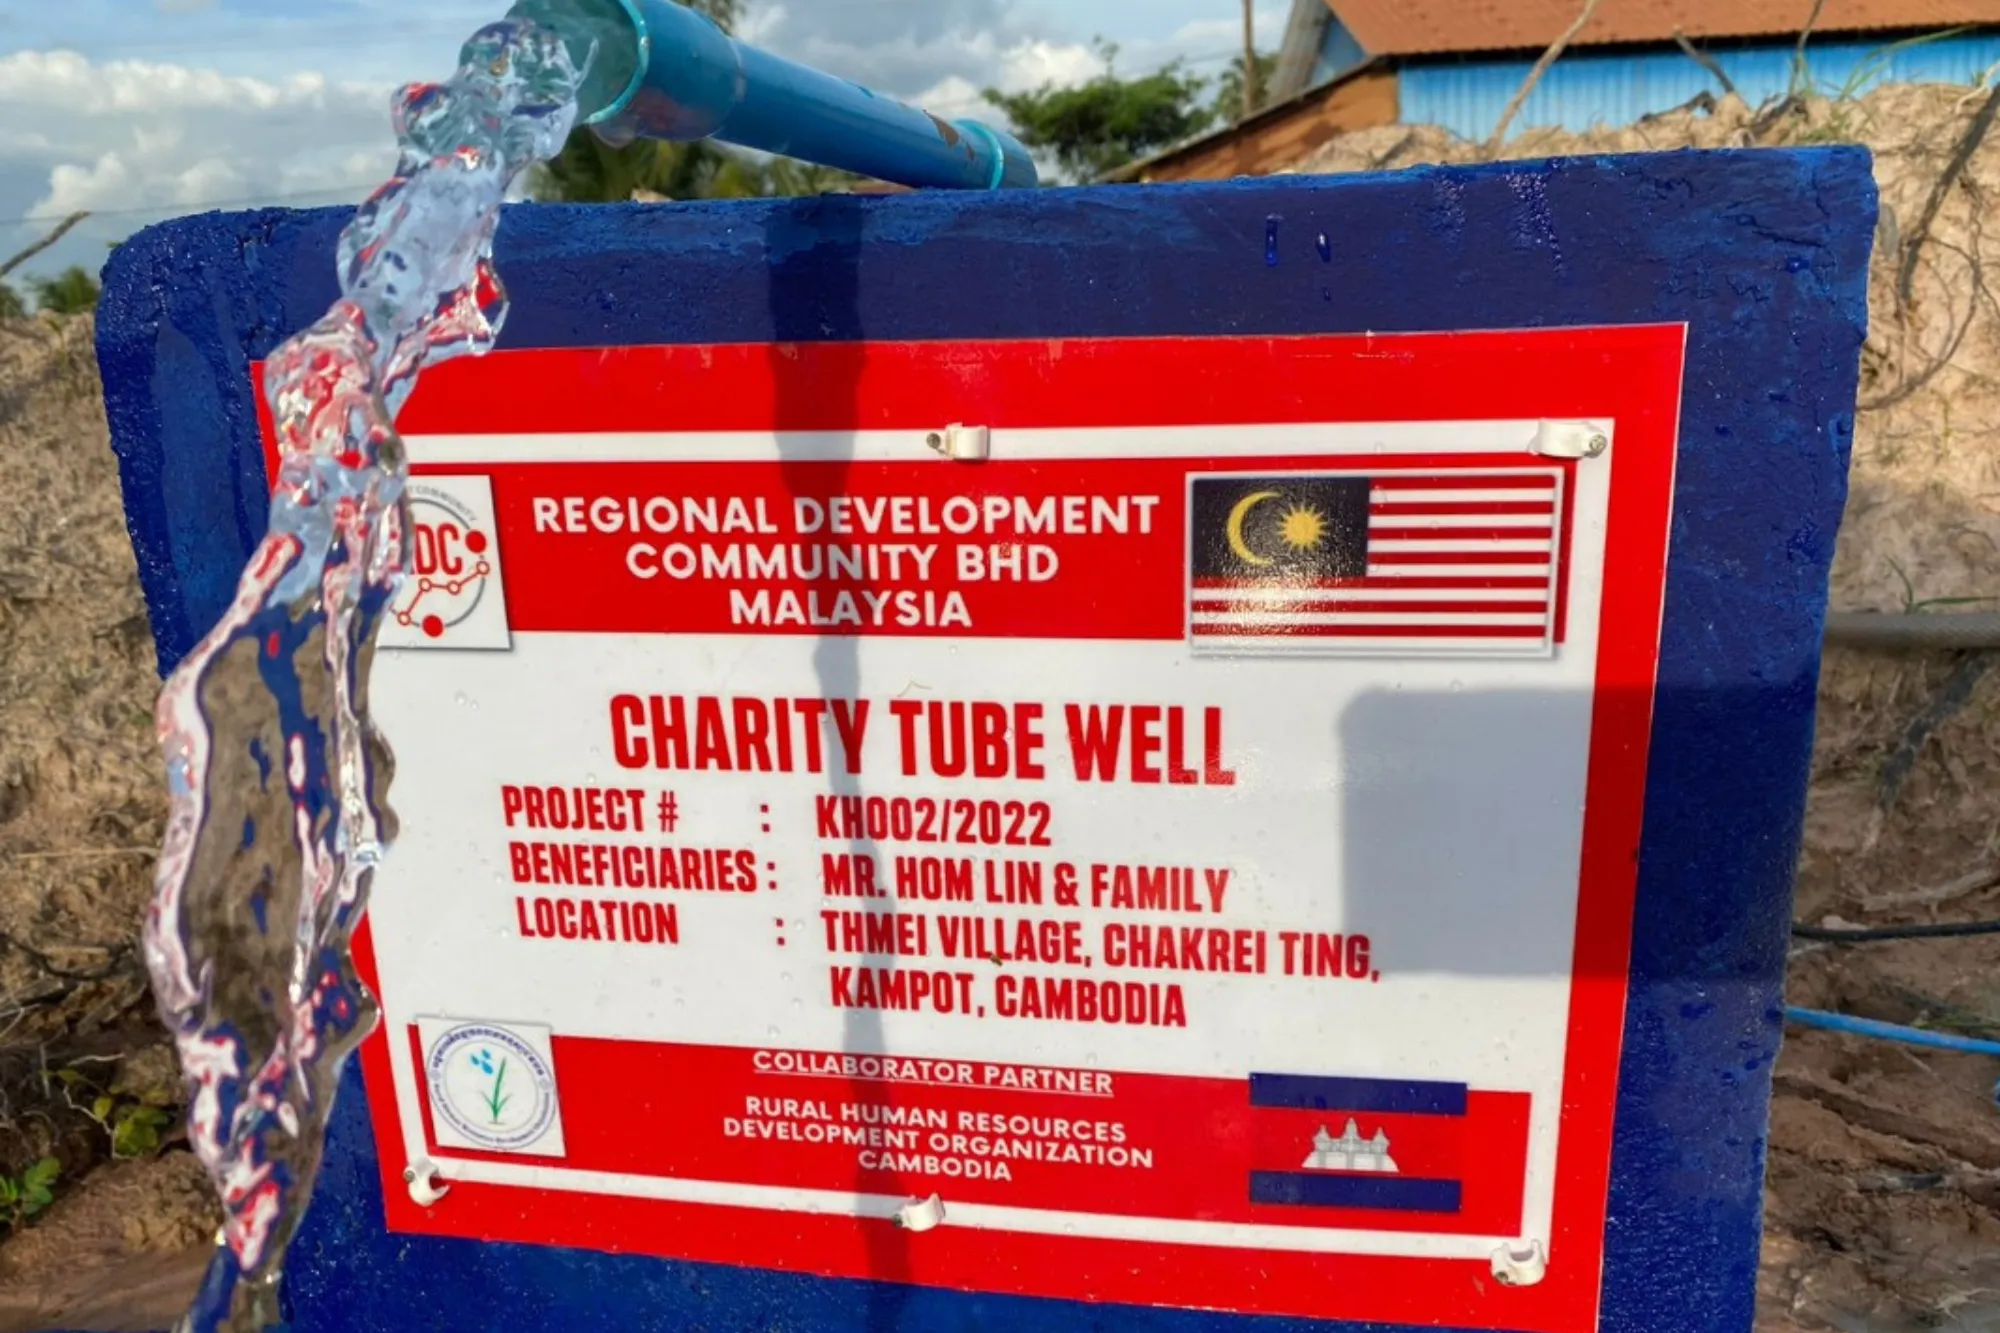 DC
REGIONAL DEVELOPMENT
COMMUNITY BHD
MALAYSIA
CHARITY TUBE WELL
PROJECT # : KH002/2022
BENEFICIARIES : MR. HOM LIN & FAMILY
LOCATION : THMEI VILLAGE, CHAKREI TING,
KAMPOT, CAMBODIA
COLLABORATOR PARTNER
RURAL HUMAN RESOURCES
DEVELOPMENT ORGANIZATION
CAMBODIA